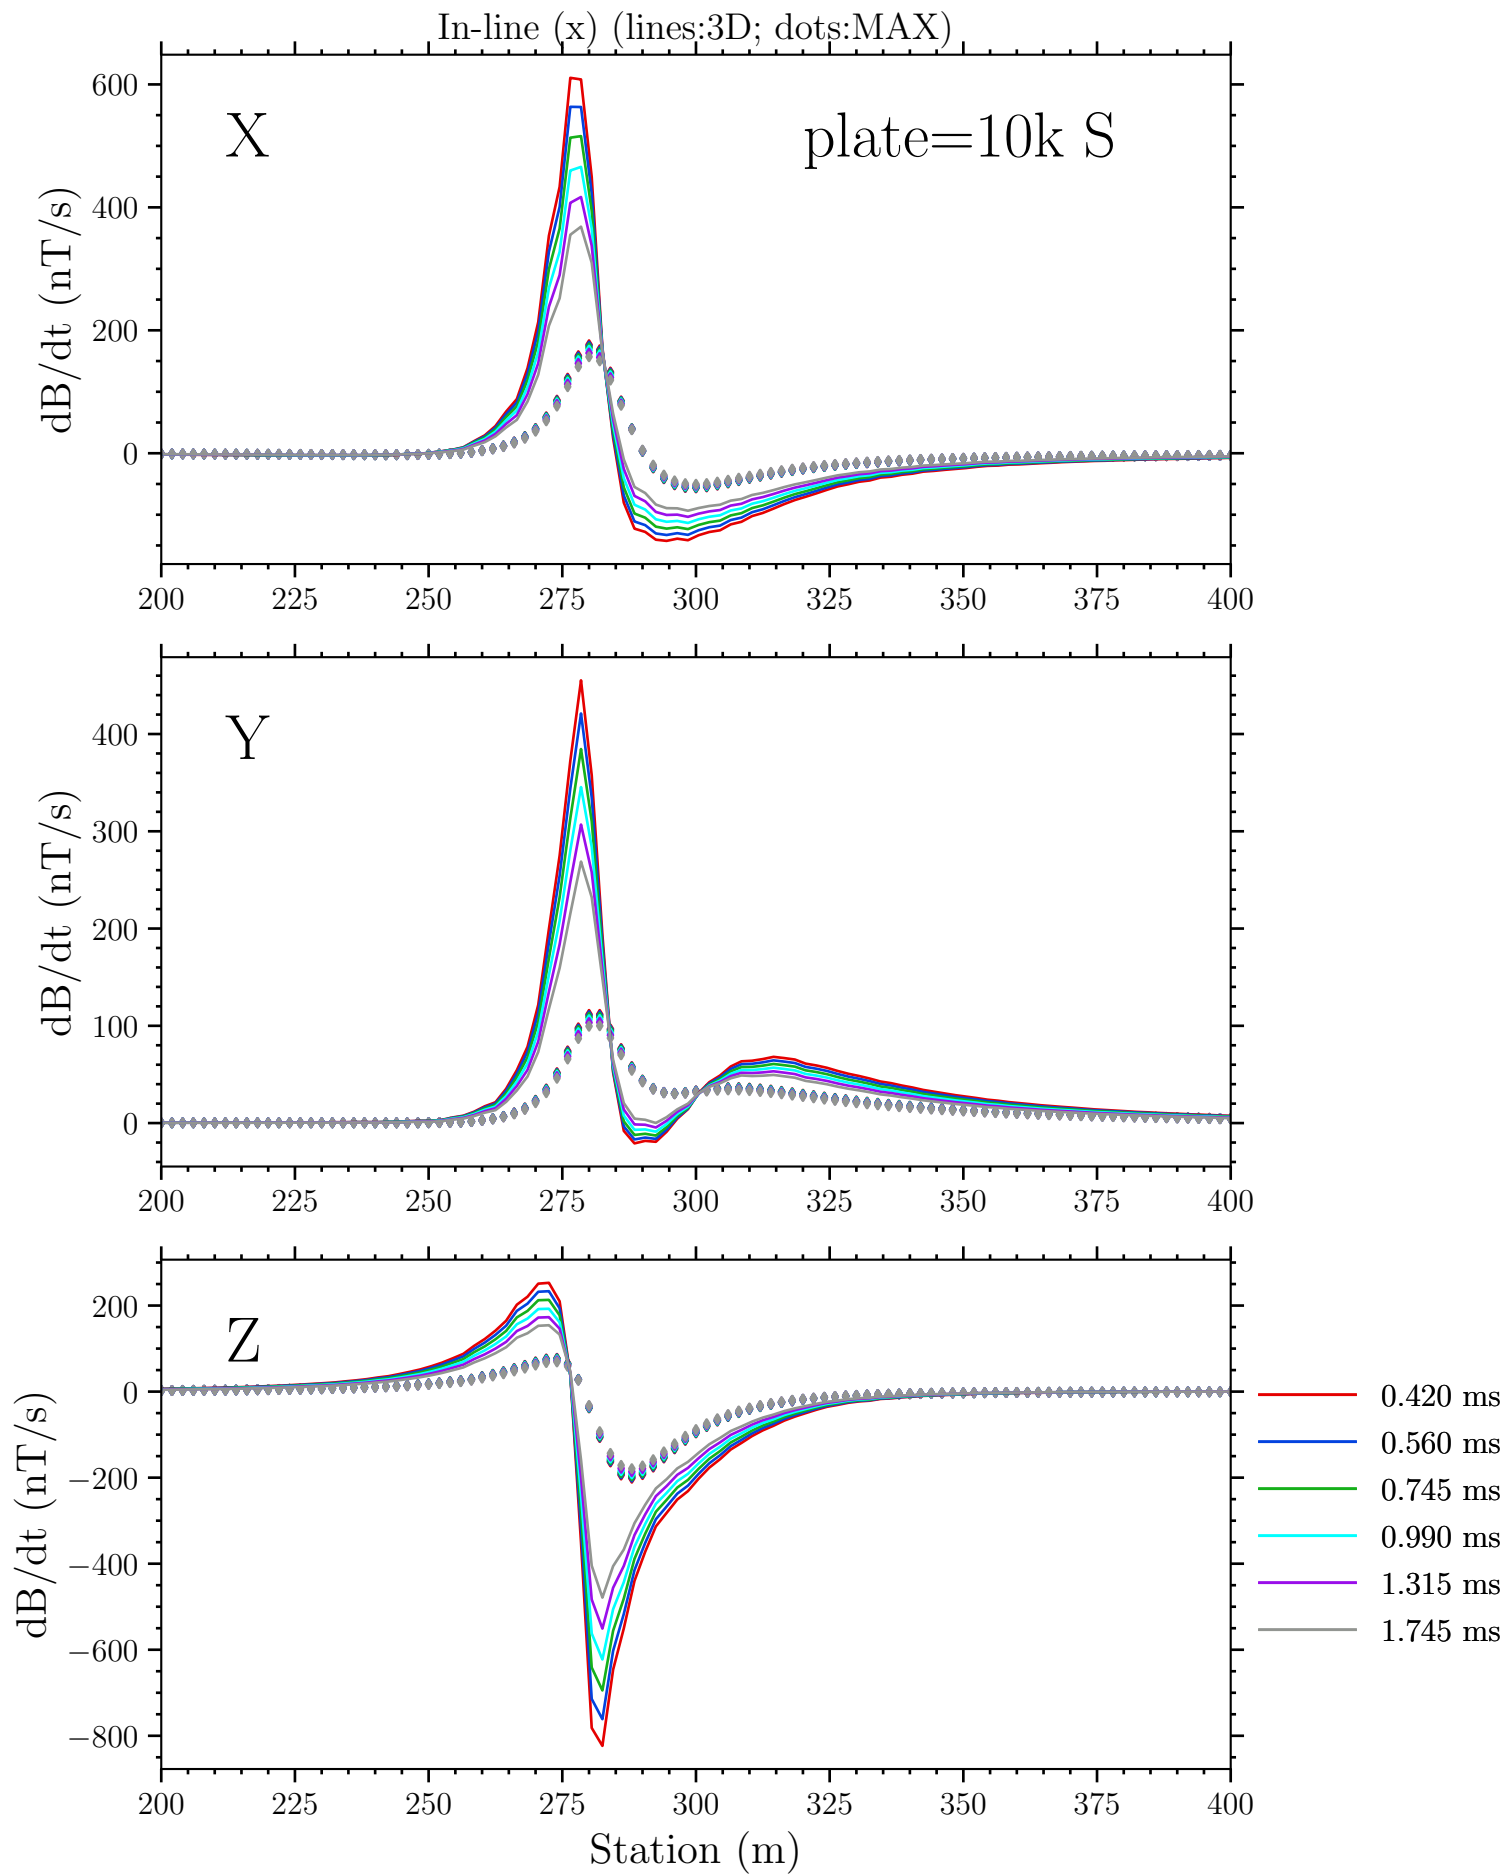 In-line (x) (lines:3D; dots:MAX)
X
plate=10k S
dB/dt (nT/s)
600
400
200
0
200 225 250 275 300 325 350 375 400
Y
dB/dt (nT/s)
400
300
200
100
0
200 225 250 275 300 325 350 375 400
Z
dB/dt (nT/s)
200
0
−200
−400
−600
−800
200 225 250 275 300 325 350 375 400
Station (m)
0.420 ms
0.560 ms
0.745 ms
0.990 ms
1.315 ms
1.745 ms